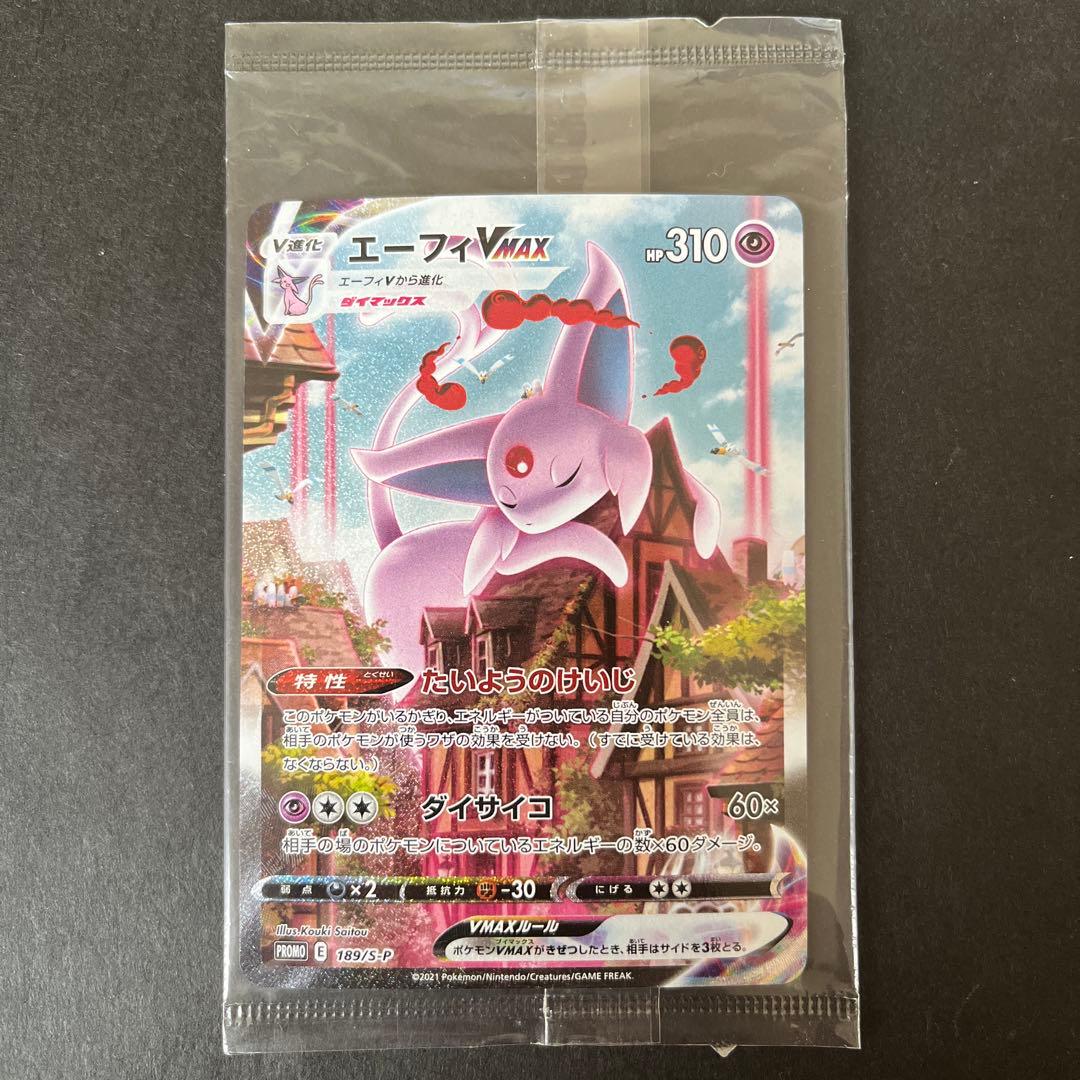 V進化
エーフィVMAX
HP310
エーフィVから進化
ダイマックス
特性 とくせい たいようのけいじ
このポケモンがいるかぎり、エネルギーがついている自分のポケモン全員は、
相手のポケモンが使うワザの効果を受けない。(すでに受けている効果は、
なくならない。)
ダイサイコ 60×
相手の場のポケモンについているエネルギーの数×60ダメージ。
弱点 ×2 抵抗力 -30 にげる
Illus.Kouki Saitou
VMAXルール
PROMO E 189/S-P
ポケモンVMAXがきぜつしたとき、相手はサイドを3枚とる。
©2021 Pokémon/Nintendo/Creatures/GAME FREAK.